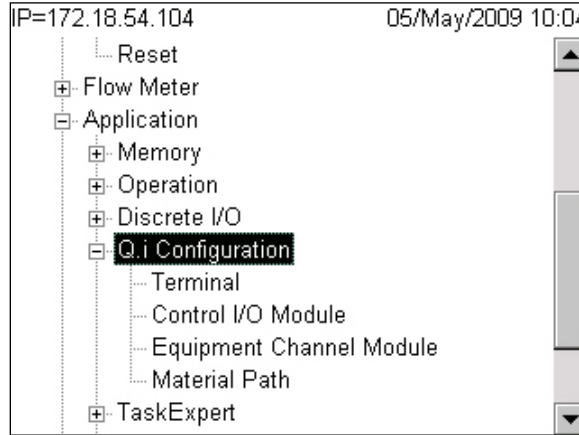 IP=172.18.54.104 05/May/2009 10:04
Reset
Flow Meter
Application
Memory
Operation
Discrete I/O
Q.i Configuration
Terminal
Control I/O Module
Equipment Channel Module
Material Path
TaskExpert